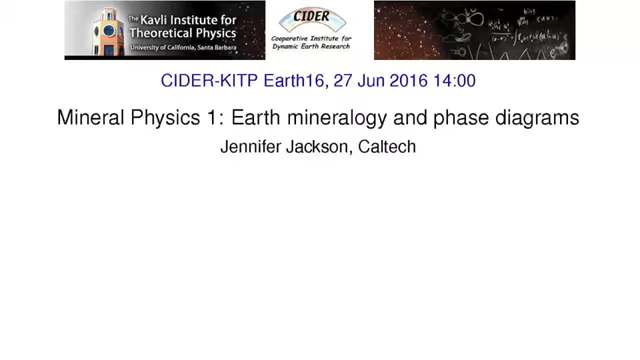 The Kavli Institute for
Theoretical Physics
University of California, Santa Barbara
CIDER
Cooperative Institute for
Dynamic Earth Research
CIDER-KITP Earth16, 27 Jun 2016 14:00
Mineral Physics 1: Earth mineralogy and phase diagrams
Jennifer Jackson, Caltech